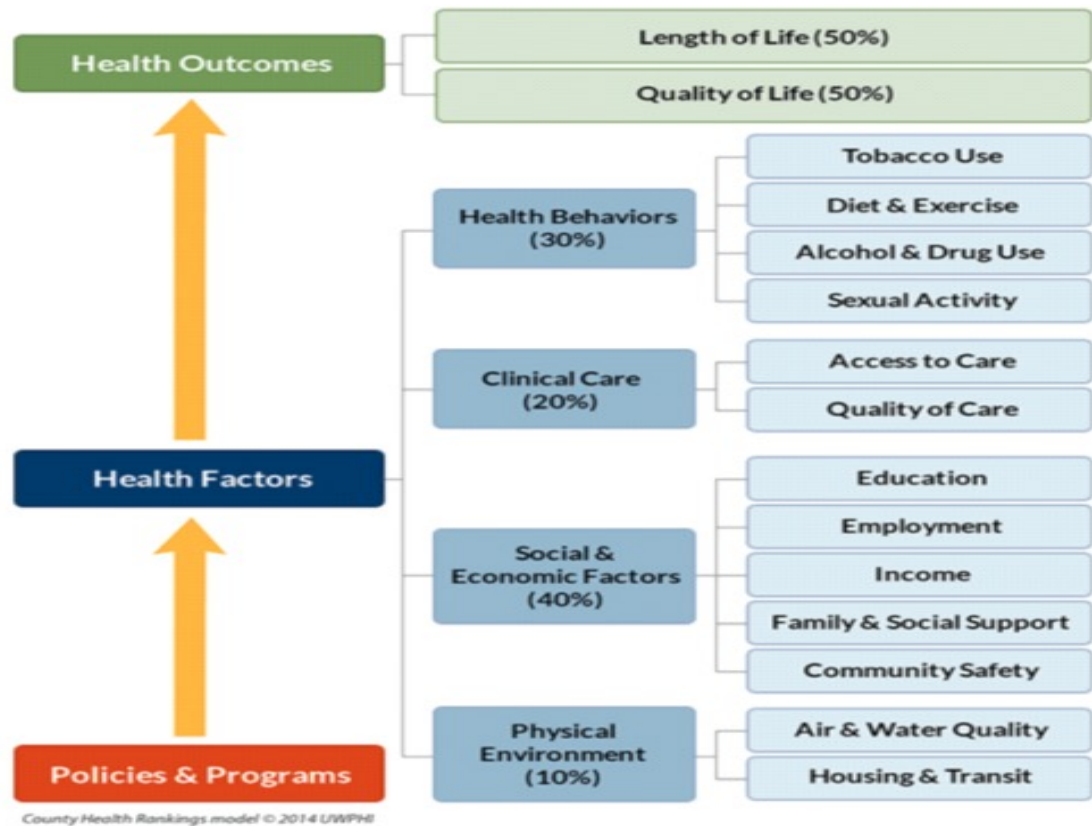 Health Outcomes
Length of Life (50%)
Quality of Life (50%)
Health Factors
Health Behaviors
(30%)
Tobacco Use
Diet & Exercise
Alcohol & Drug Use
Sexual Activity
Clinical Care
(20%)
Access to Care
Quality of Care
Social &
Economic Factors
(40%)
Education
Employment
Income
Family & Social Support
Community Safety
Physical
Environment
(10%)
Air & Water Quality
Housing & Transit
Policies & Programs
County Health Rankings model © 2014 UWPHI